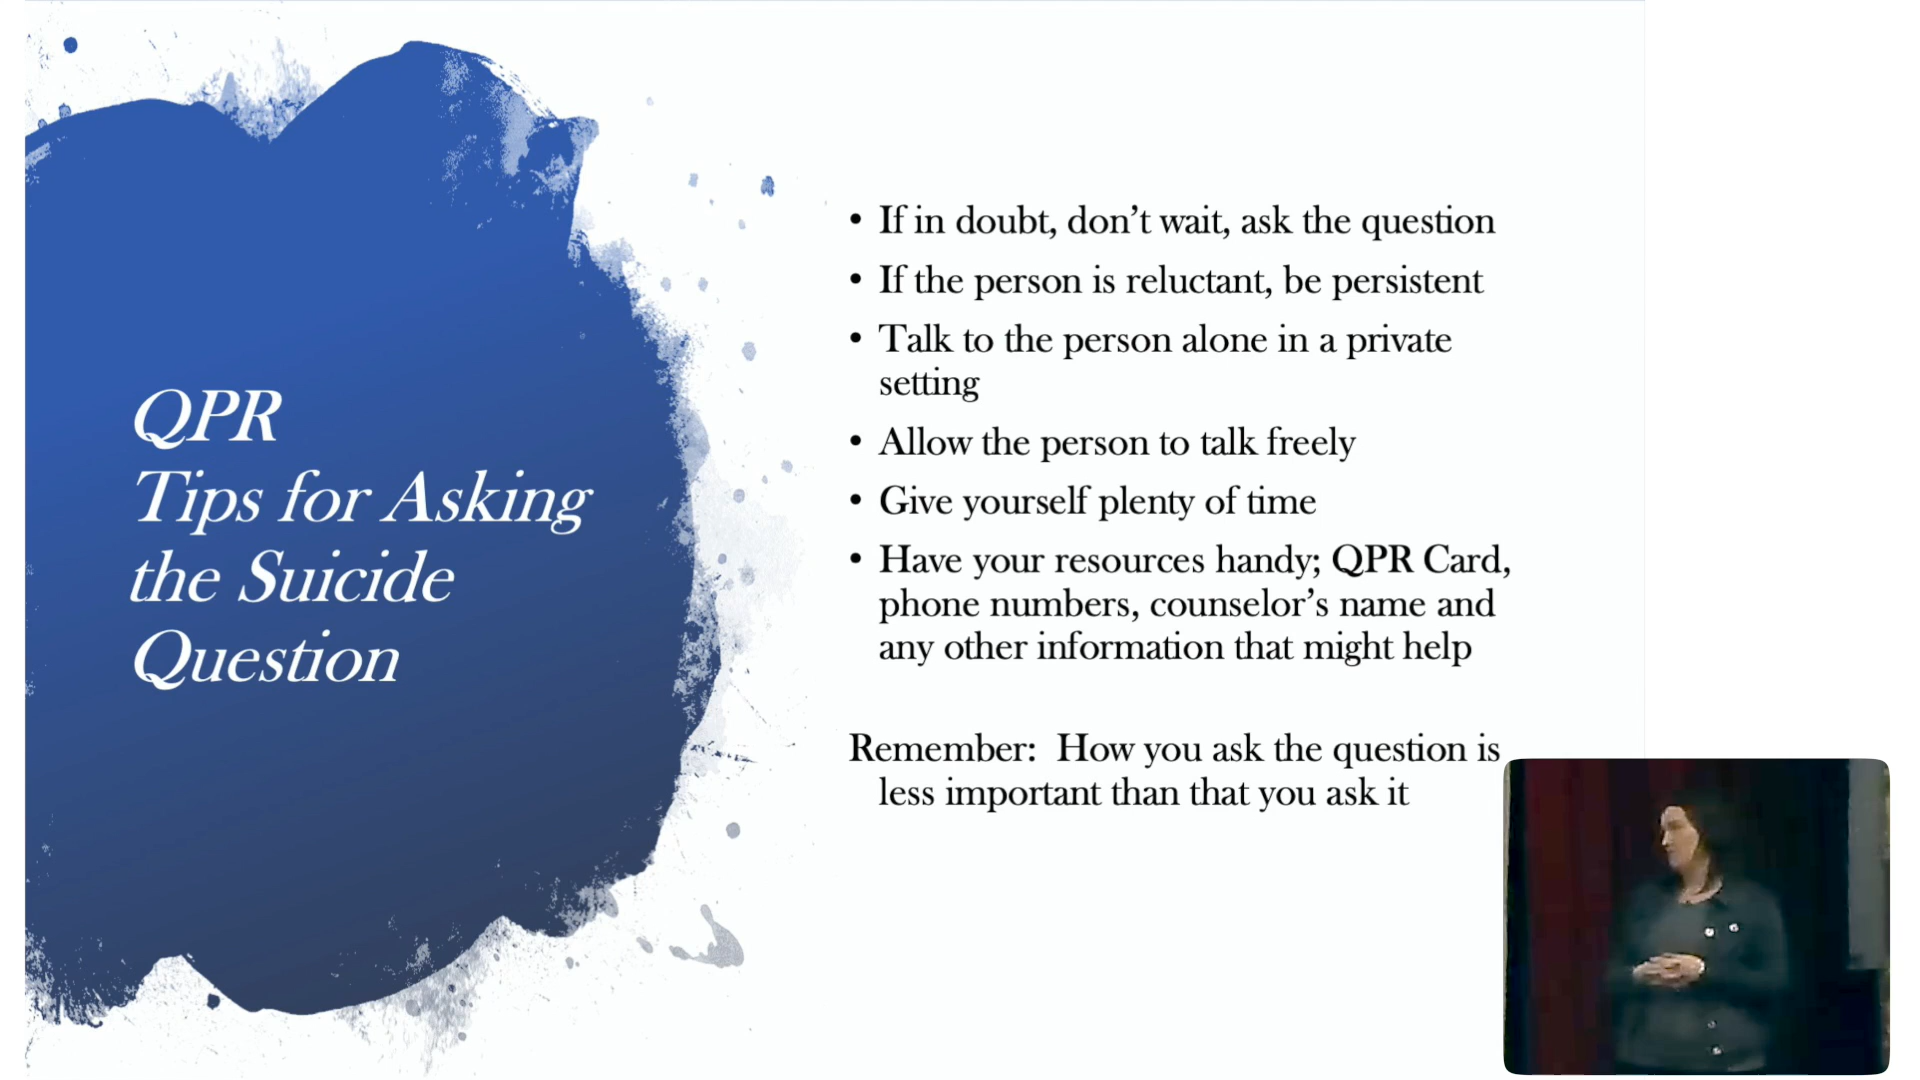 QPR
Tips for Asking
the Suicide
Question
• If in doubt, don’t wait, ask the question
• If the person is reluctant, be persistent
• Talk to the person alone in a private
setting
• Allow the person to talk freely
• Give yourself plenty of time
• Have your resources handy; QPR Card,
phone numbers, counselor’s name and
any other information that might help
Remember:  How you ask the question is
less important than that you ask it